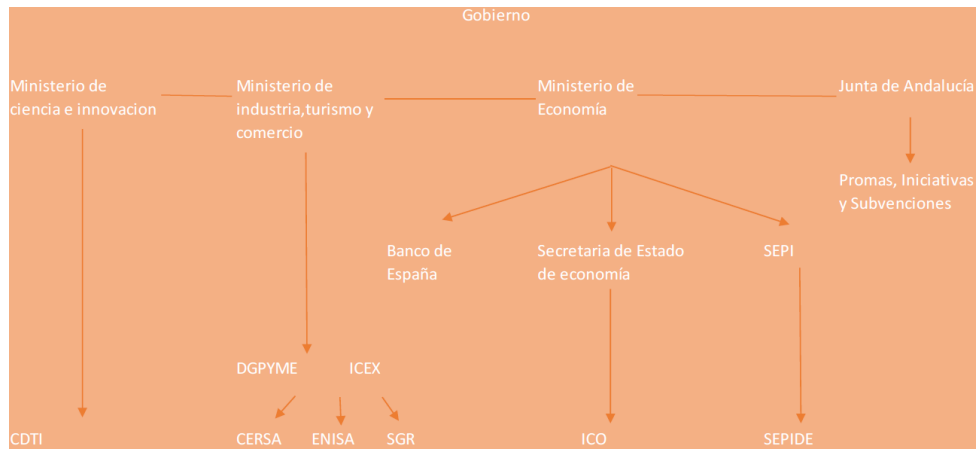 Gobierno
Ministerio de
ciencia e innovacion
Ministerio de
industria,turismo y
comercio
Ministerio de
Economía
Junta de Andalucía
Promas, Iniciativas
y Subvenciones
Banco de
España
Secretaria de Estado
de economía
SEPI
DGPYME
ICEX
CDTI
CERSA
ENISA
SGR
ICO
SEPIDE